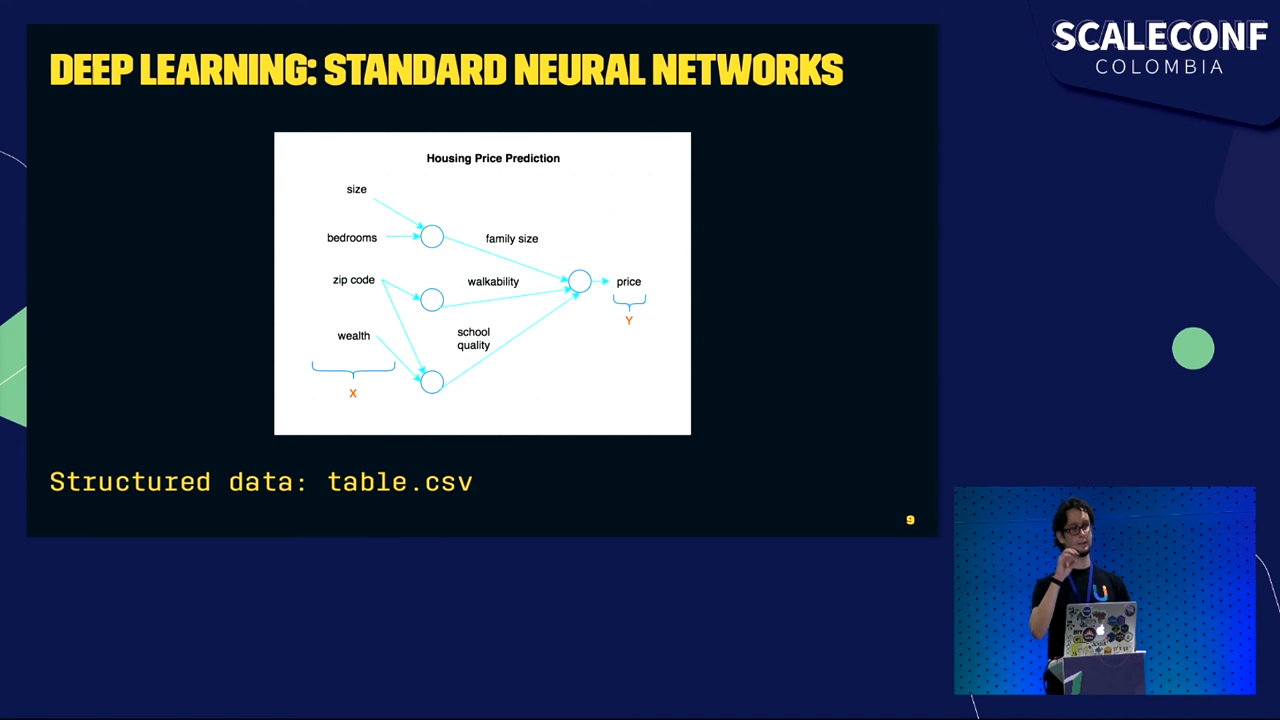 SCALECONF
COLOMBIA
DEEP LEARNING: STANDARD NEURAL NETWORKS
Housing Price Prediction
size
bedrooms
family size
zip code
walkability
price
Y
wealth
school
quality
X
Structured data: table.csv
9